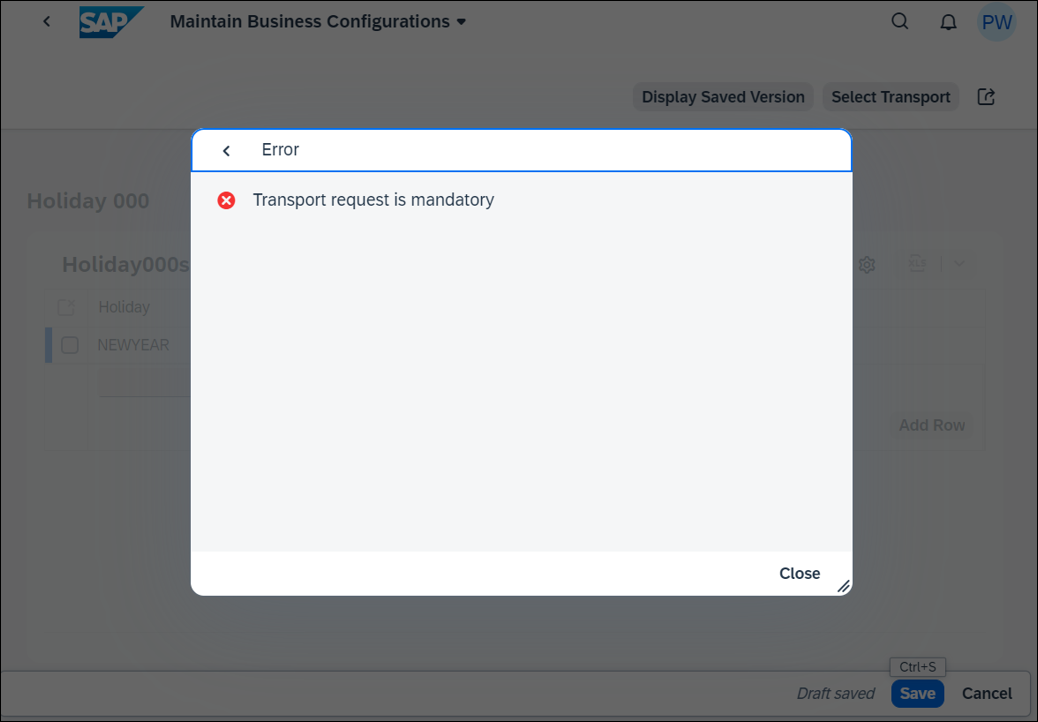 SAP
Maintain Business Configurations
PW
Display Saved Version
Select Transport
Error
Transport request is mandatory
Holiday 000
Holiday000s
Holiday
NEWYEAR
Add Row
Close
Ctrl+S
Draft saved
Save
Cancel